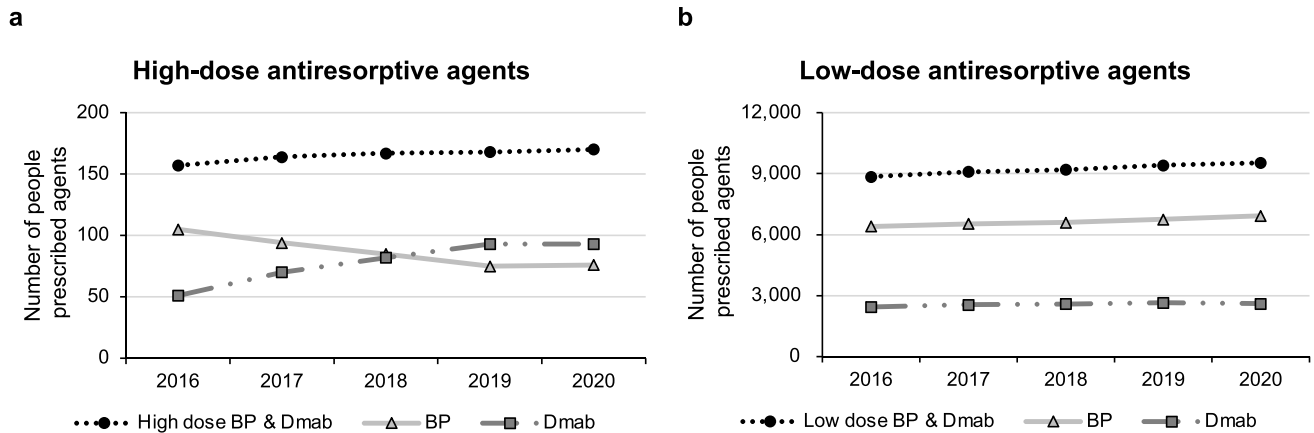 a
High-dose antiresorptive agents
Number of people
prescribed agents
200
150
100
50
0
2016 2017 2018 2019 2020
High dose BP & Dmab BP Dmab
b
Low-dose antiresorptive agents
Number of people
prescribed agents
12,000
9,000
6,000
3,000
0
2016 2017 2018 2019 2020
Low dose BP & Dmab BP Dmab